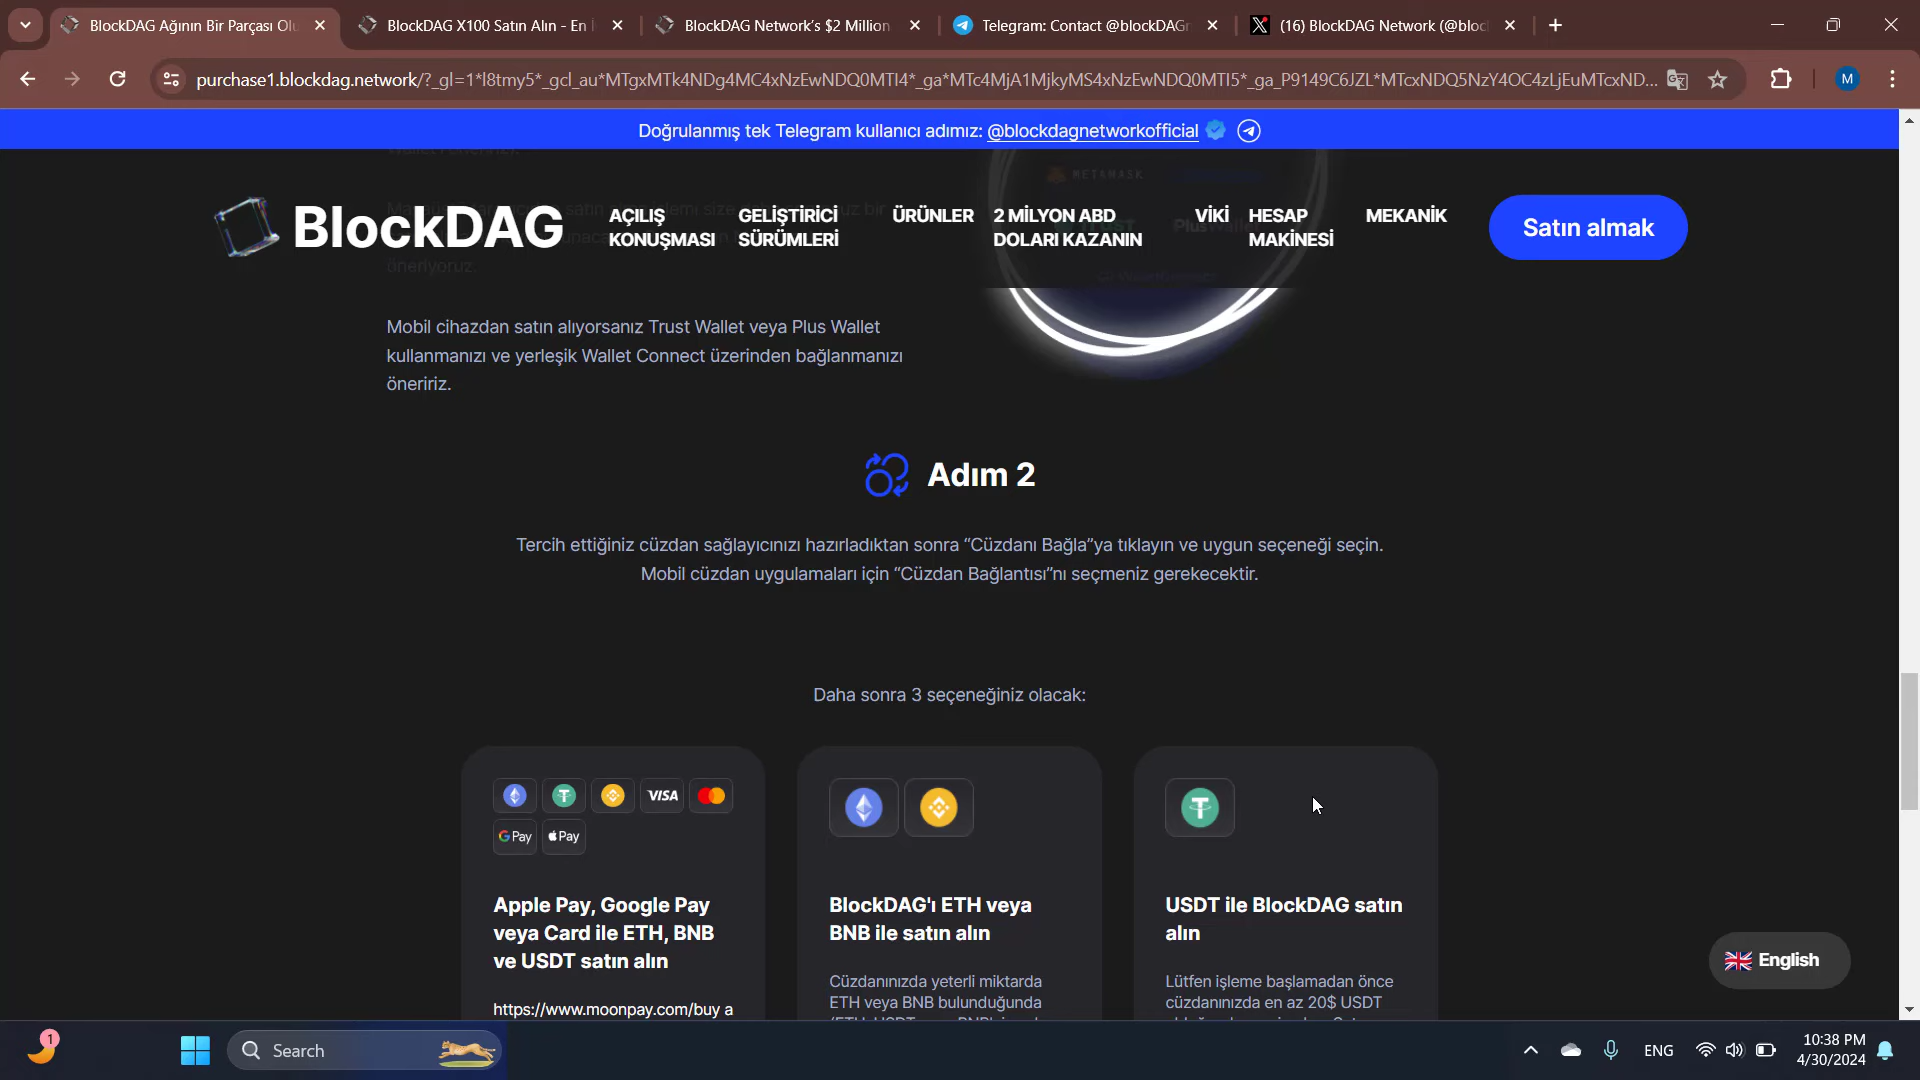 BlockDAG Ağının Bir Parçası Olu
BlockDAG X100 Satın Alın - En İ
BlockDAG Network's $2 Million
Telegram: Contact @blockDAGn
(16) BlockDAG Network (@bloc
purchase1.blockdag.network/?_gl=1*l8tmy5*_gcl_au*MTgxMTk4NDg4MC4xNzEwNDQ0MTI4*_ga*MTc4MjA1MjkyMS4xNzEwNDQ0MTI5*_ga_P9149C6JZL*MTcxNDQ5NzY4OC4zLjEuMTcxND...
M
Doğrulanmış tek Telegram kullanıcı adımız: @blockdagnetworkofficial
METAMASK
BlockDAG
AÇILIŞ
KONUŞMASI
GELİŞTİRİCİ
SÜRÜMLERİ
ÜRÜNLER
2 MİLYON ABD
DOLARI KAZANIN
VİKİ
HESAP
MAKİNESİ
MEKANİK
Satın almak
öneriyoruz.
Mobil cihazdan satın alıyorsanız Trust Wallet veya Plus Wallet
kullanmanızı ve yerleşik Wallet Connect üzerinden bağlanmanızı
öneririz.
Adım 2
Tercih ettiğiniz cüzdan sağlayıcınızı hazırladıktan sonra “Cüzdanı Bağla”ya tıklayın ve uygun seçeneği seçin.
Mobil cüzdan uygulamaları için “Cüzdan Bağlantısı”nı seçmeniz gerekecektir.
Daha sonra 3 seçeneğiniz olacak:
VISA
G Pay
Pay
Apple Pay, Google Pay
veya Card ile ETH, BNB
ve USDT satın alın
https://www.moonpay.com/buy a
BlockDAG'ı ETH veya
BNB ile satın alın
Cüzdanınızda yeterli miktarda
ETH veya BNB bulunduğunda
USDT ile BlockDAG satın
alın
Lütfen işleme başlamadan önce
cüzdanınızda en az 20$ USDT
English
1
Search
ENG
10:38 PM
4/30/2024